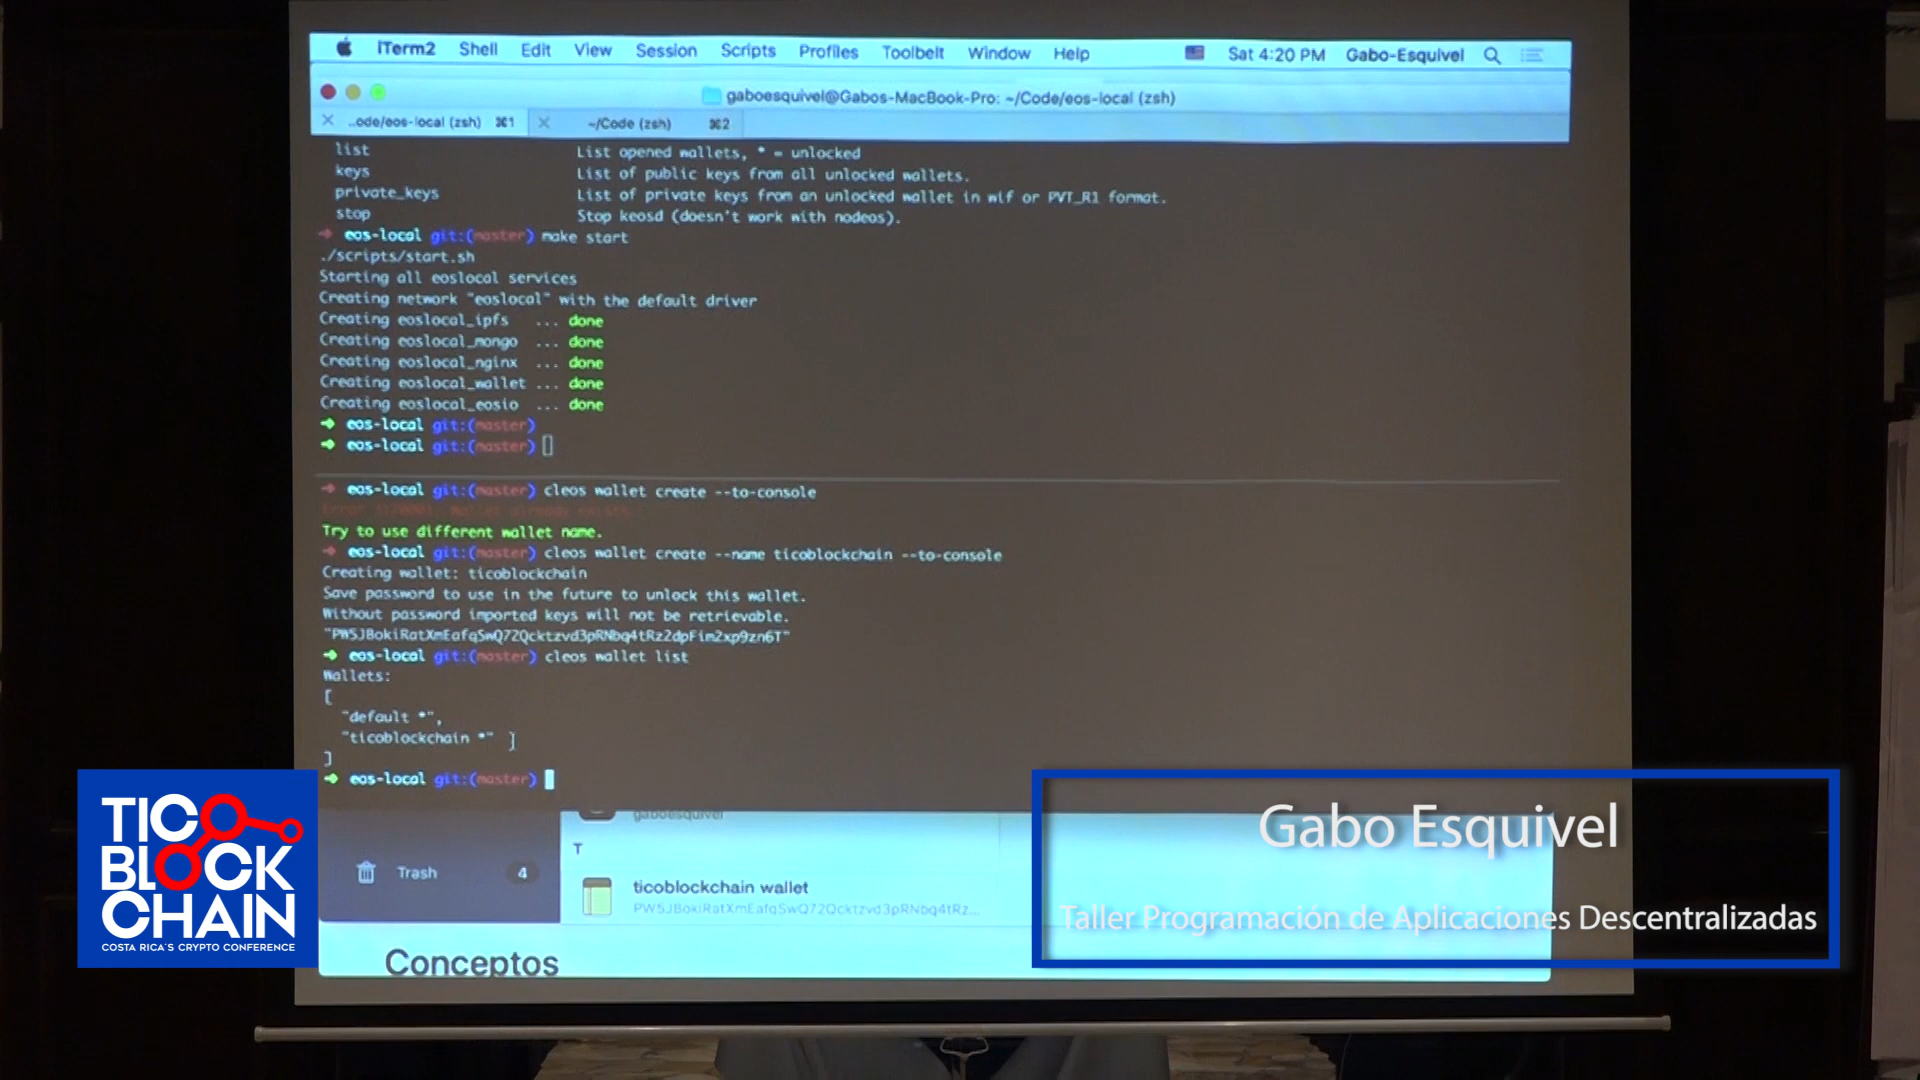 iTerm2 Shell Edit View Session Scripts Profiles Toolbelt Window Help Sat 4:20 PM Gabo-Esquivel
gaboesquivel@Gabos-MacBook-Pro: ~/Code/eos-local (zsh)
..ode/eos-local (zsh) ⌘1 ~/Code (zsh) ⌘2
list List opened wallets, * = unlocked
keys List of public keys from all unlocked wallets.
private_keys List of private keys from an unlocked wallet in wif or PVT_R1 format.
stop Stop keosd (doesn't work with nodeos).
➜ eos-local git:(master) make start
./scripts/start.sh
Starting all eoslocal services
Creating network "eoslocal" with the default driver
Creating eoslocal_ipfs ... done
Creating eoslocal_mongo ... done
Creating eoslocal_nginx ... done
Creating eoslocal_wallet ... done
Creating eoslocal_eosio ... done
➜ eos-local git:(master)
➜ eos-local git:(master)
➜ eos-local git:(master) cleos wallet create --to-console
Wallet already exists
Try to use different wallet name.
➜ eos-local git:(master) cleos wallet create --name ticoblockchain --to-console
Creating wallet: ticoblockchain
Save password to use in the future to unlock this wallet.
Without password imported keys will not be retrievable.
"PW5JBokiRatXmEafqSwQ72Qcktzvd3pRNbq4tRz2dpFim2xp9zn6T"
➜ eos-local git:(master) cleos wallet list
Wallets:
[
"default *",
"ticoblockchain *" ]
]
➜ eos-local git:(master)
gaboesquivel
T
Trash 4
ticoblockchain wallet
PW5JBokiRatXmEafqSwQ72Qcktzvd3pRNbq4tRz...
Conceptos
TICO
BLOCK
CHAIN
COSTA RICA'S CRYPTO CONFERENCE
Gabo Esquivel
Taller Programación de Aplicaciones Descentralizadas